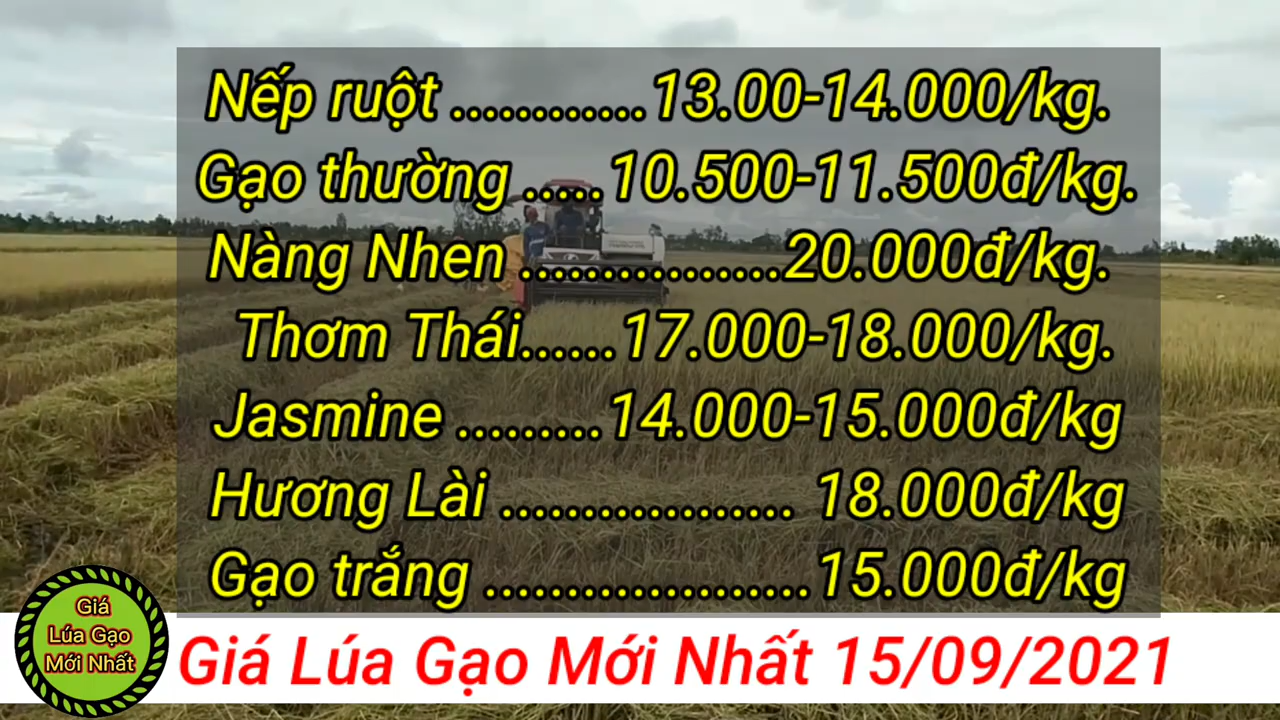 Nếp ruột ............13.00-14.000/kg.
Gạo thường .....10.500-11.500đ/kg.
Nàng Nhen ................20.000đ/kg.
Thơm Thái......17.000-18.000/kg.
Jasmine .........14.000-15.000đ/kg
Hương Lài .................. 18.000đ/kg
Gạo trắng ....................15.000đ/kg
Giá
Lúa Gạo
Mới Nhất
Giá Lúa Gạo Mới Nhất 15/09/2021